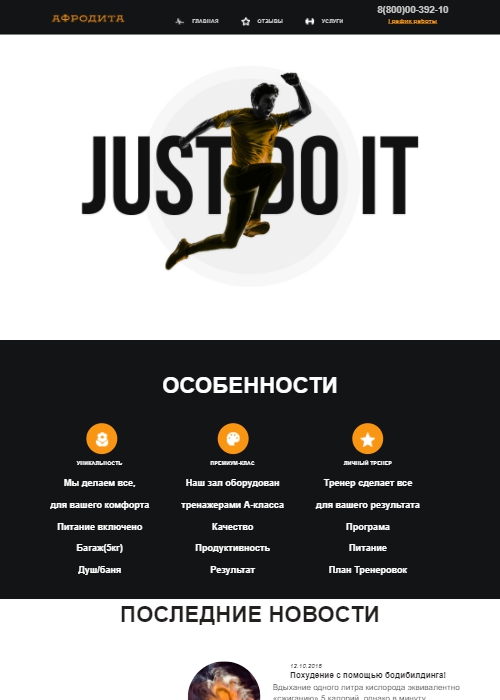 АФРОДИТА
ГЛАВНАЯ
ОТЗЫВЫ
УСЛУГИ
8(800)00-392-10
График работы
JUST DO IT
ОСОБЕННОСТИ
УНИКАЛЬНОСТЬ
ПРЕМИУМ-КЛАС
ЛИЧНЫЙ ТРЕНЕР
Мы делаем все,
для вашего комфорта
Питание включено
Багаж(5кг)
Душ/баня
Наш зал оборудован
тренажерами А-класса
Качество
Продуктивность
Результат
Тренер сделает все
для вашего результата
Програма
Питание
План Тренировок
ПОСЛЕДНИЕ НОВОСТИ
12.10.2016
Похудение с помощью бодибилдинга!
Вдыхание одного литра кислорода эквивалентно
«сжиганию» 5 калорий, однако в минуту